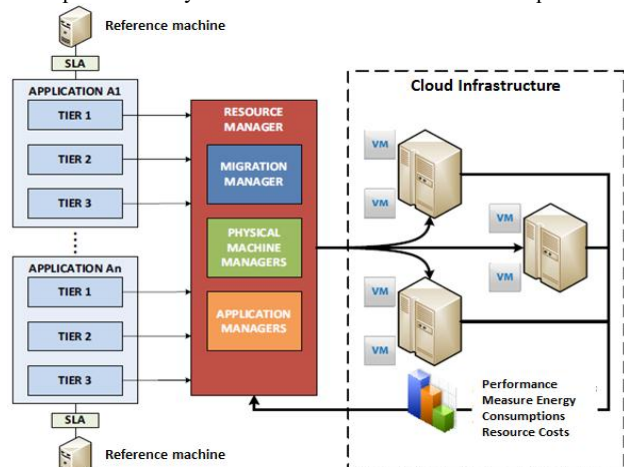 Reference machine
SLA
APPLICATION A1
TIER 1
TIER 2
TIER 3
APPLICATION An
TIER 1
TIER 2
TIER 3
SLA
Reference machine
RESOURCE
MANAGER
MIGRATION
MANAGER
PHYSICAL
MACHINE
MANAGERS
APPLICATION
MANAGERS
Cloud Infrastructure
VM
VM
VM
VM
VM
VM
Performance
Measure Energy
Consumptions
Resource Costs